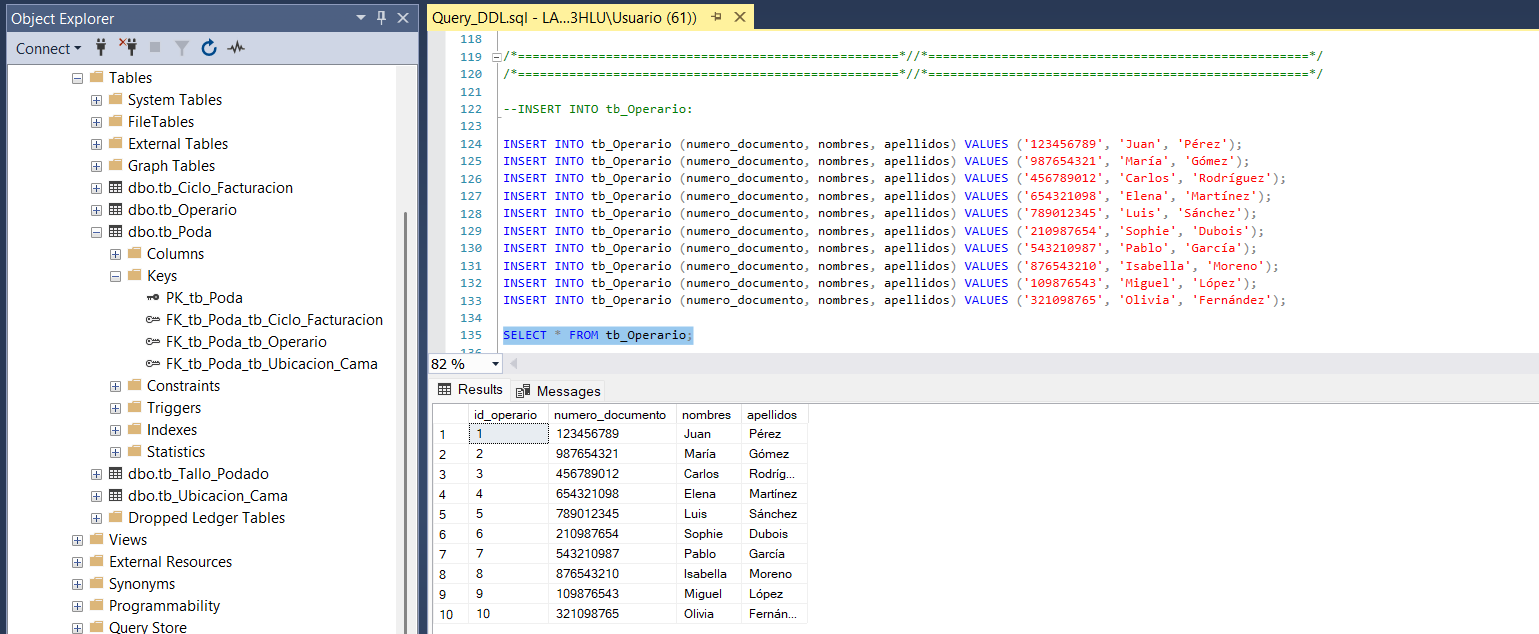 Object Explorer
Connect
Tables
System Tables
FileTables
External Tables
Graph Tables
dbo.tb_Ciclo_Facturacion
dbo.tb_Operario
dbo.tb_Poda
Columns
Keys
PK_tb_Poda
FK_tb_Poda_tb_Ciclo_Facturacion
FK_tb_Poda_tb_Operario
FK_tb_Poda_tb_Ubicacion_Cama
Constraints
Triggers
Indexes
Statistics
dbo.tb_Tallo_Podado
dbo.tb_Ubicacion_Cama
Dropped Ledger Tables
Views
External Resources
Synonyms
Programmability
Query Store
Query_DDL.sql - LA...3HLU\Usuario (61))
118
119 /*====================================================*//*====================================================*/
120 /*====================================================*//*====================================================*/
121
122 --INSERT INTO tb_Operario:
123
124 INSERT INTO tb_Operario (numero_documento, nombres, apellidos) VALUES ('123456789', 'Juan', 'Pérez');
125 INSERT INTO tb_Operario (numero_documento, nombres, apellidos) VALUES ('987654321', 'María', 'Gómez');
126 INSERT INTO tb_Operario (numero_documento, nombres, apellidos) VALUES ('456789012', 'Carlos', 'Rodríguez');
127 INSERT INTO tb_Operario (numero_documento, nombres, apellidos) VALUES ('654321098', 'Elena', 'Martínez');
128 INSERT INTO tb_Operario (numero_documento, nombres, apellidos) VALUES ('789012345', 'Luis', 'Sánchez');
129 INSERT INTO tb_Operario (numero_documento, nombres, apellidos) VALUES ('210987654', 'Sophie', 'Dubois');
130 INSERT INTO tb_Operario (numero_documento, nombres, apellidos) VALUES ('543210987', 'Pablo', 'García');
131 INSERT INTO tb_Operario (numero_documento, nombres, apellidos) VALUES ('876543210', 'Isabella', 'Moreno');
132 INSERT INTO tb_Operario (numero_documento, nombres, apellidos) VALUES ('109876543', 'Miguel', 'López');
133 INSERT INTO tb_Operario (numero_documento, nombres, apellidos) VALUES ('321098765', 'Olivia', 'Fernández');
134
135 SELECT * FROM tb_Operario;
136
82 %
Results Messages
id_operario numero_documento nombres apellidos
1 1 123456789 Juan Pérez
2 2 987654321 María Gómez
3 3 456789012 Carlos Rodríg...
4 4 654321098 Elena Martínez
5 5 789012345 Luis Sánchez
6 6 210987654 Sophie Dubois
7 7 543210987 Pablo García
8 8 876543210 Isabella Moreno
9 9 109876543 Miguel López
10 10 321098765 Olivia Fernán...